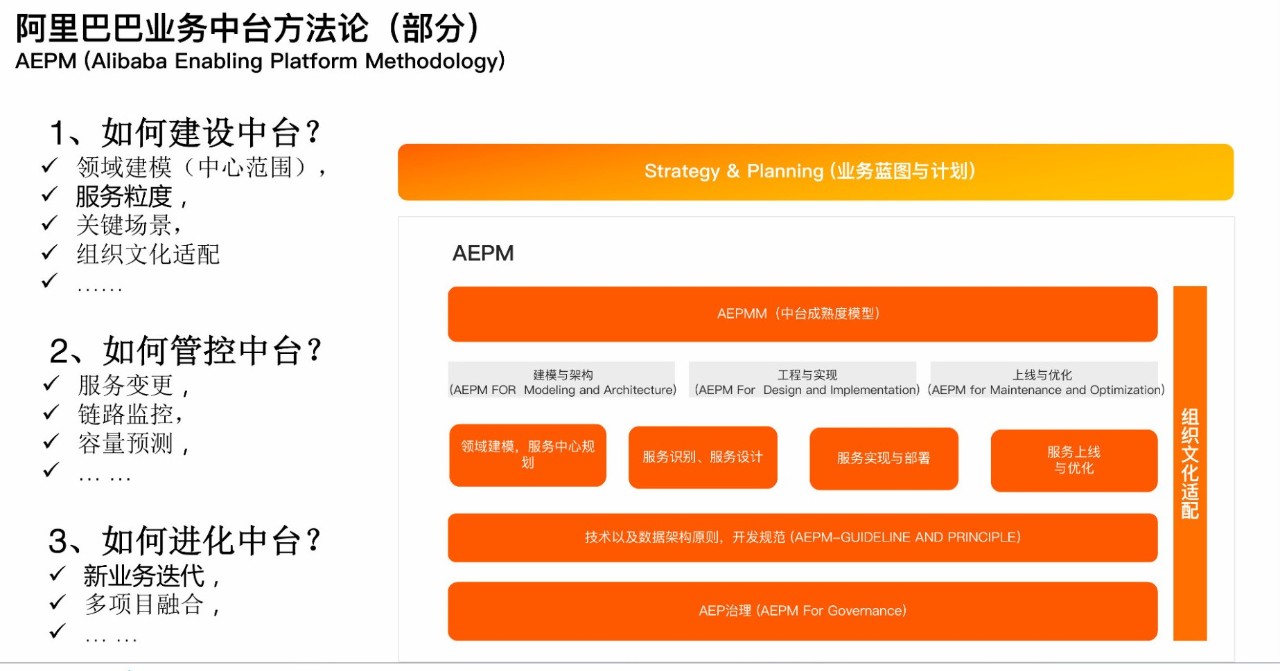 阿里巴巴业务中台方法论（部分）
AEPM (Alibaba Enabling Platform Methodology)
1、如何建设中台？
✓ 领域建模（中心范围），
✓ 服务粒度，
✓ 关键场景，
✓ 组织文化适配
✓ ……
2、如何管控中台？
✓ 服务变更，
✓ 链路监控，
✓ 容量预测，
✓ … …
3、如何进化中台？
✓ 新业务迭代，
✓ 多项目融合，
✓ … …
Strategy & Planning (业务蓝图与计划)
AEPM
AEPMM（中台成熟度模型）
建模与架构
(AEPM FOR Modeling and Architecture)
工程与实现
(AEPM For Design and Implementation)
上线与优化
(AEPM for Maintenance and Optimization)
领域建模，服务中心规
划
服务识别、服务设计
服务实现与部署
服务上线
与优化
技术以及数据架构原则，开发规范 (AEPM-GUIDELINE AND PRINCIPLE)
AEP治理 (AEPM For Governance)
组织文化适配